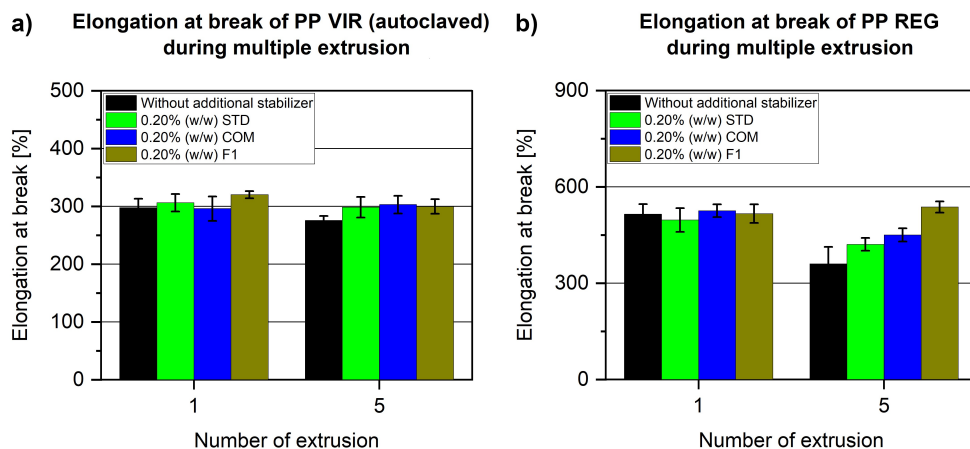 a)
Elongation at break of PP VIR (autoclaved)
during multiple extrusion
500
400
300
200
100
0
Elongation at break [%]
Without additional stabilizer
0.20% (w/w) STD
0.20% (w/w) COM
0.20% (w/w) F1
1
5
Number of extrusion
b)
Elongation at break of PP REG
during multiple extrusion
900
600
300
0
Elongation at break [%]
Without additional stabilizer
0.20% (w/w) STD
0.20% (w/w) COM
0.20% (w/w) F1
1
5
Number of extrusion